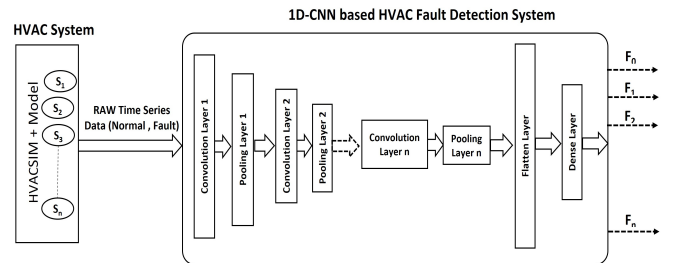 1D-CNN based HVAC Fault Detection System
HVAC System
HVACSIM + Model
S1
S2
S3
Sn
RAW Time Series
Data (Normal , Fault)
Convolution Layer 1
Pooling Layer 1
Convolution Layer 2
Pooling Layer 2
Convolution
Layer n
Pooling
Layer n
Flatten Layer
Dense Layer
F0
F1
F2
Fn